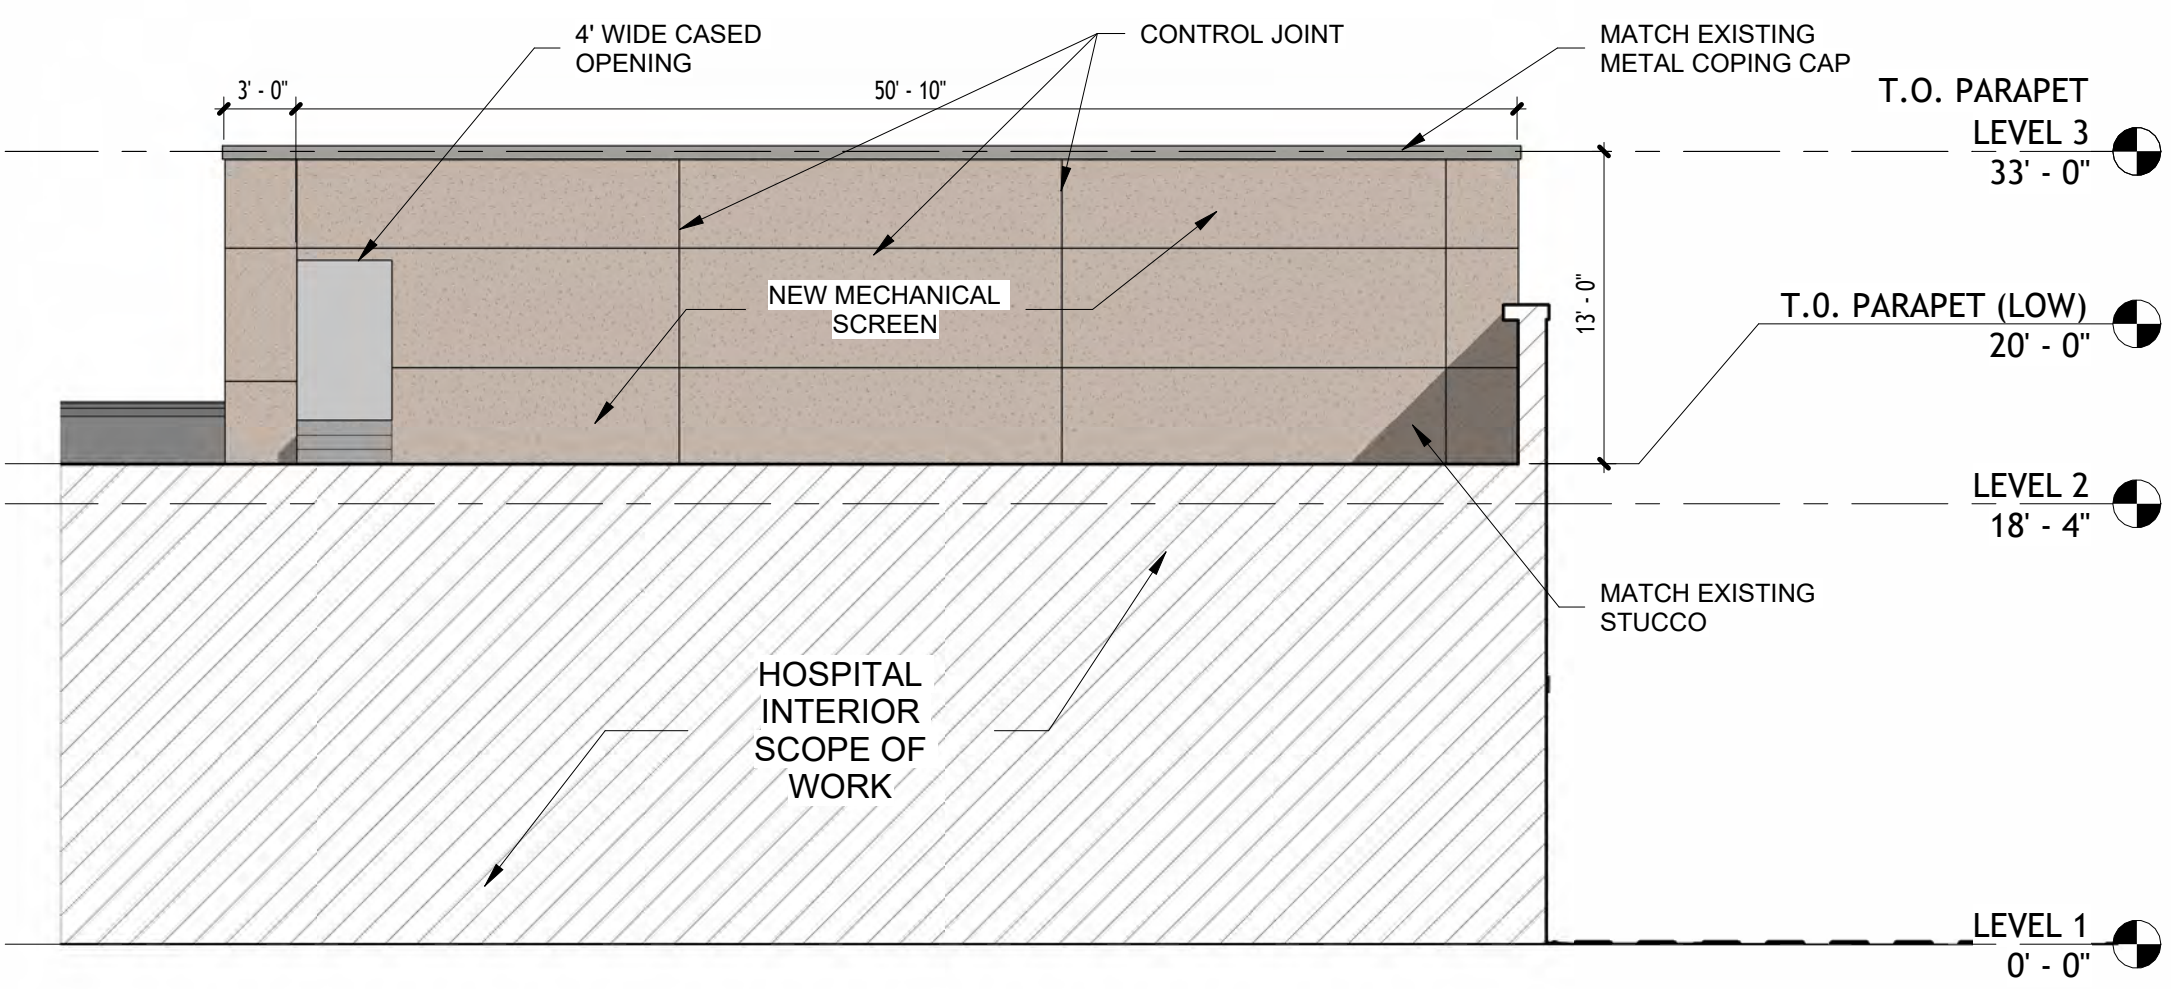 4' WIDE CASED
OPENING
CONTROL JOINT
MATCH EXISTING
METAL COPING CAP
3' - 0"
50' - 10"
T.O. PARAPET
LEVEL 3
33' - 0"
NEW MECHANICAL
SCREEN
13' - 0"
T.O. PARAPET (LOW)
20' - 0"
LEVEL 2
18' - 4"
MATCH EXISTING
STUCCO
HOSPITAL
INTERIOR
SCOPE OF
WORK
LEVEL 1
0' - 0"